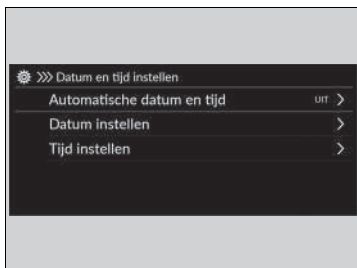 Datum en tijd instellen
Automatische datum en tijd UIT
Datum instellen
Tijd instellen